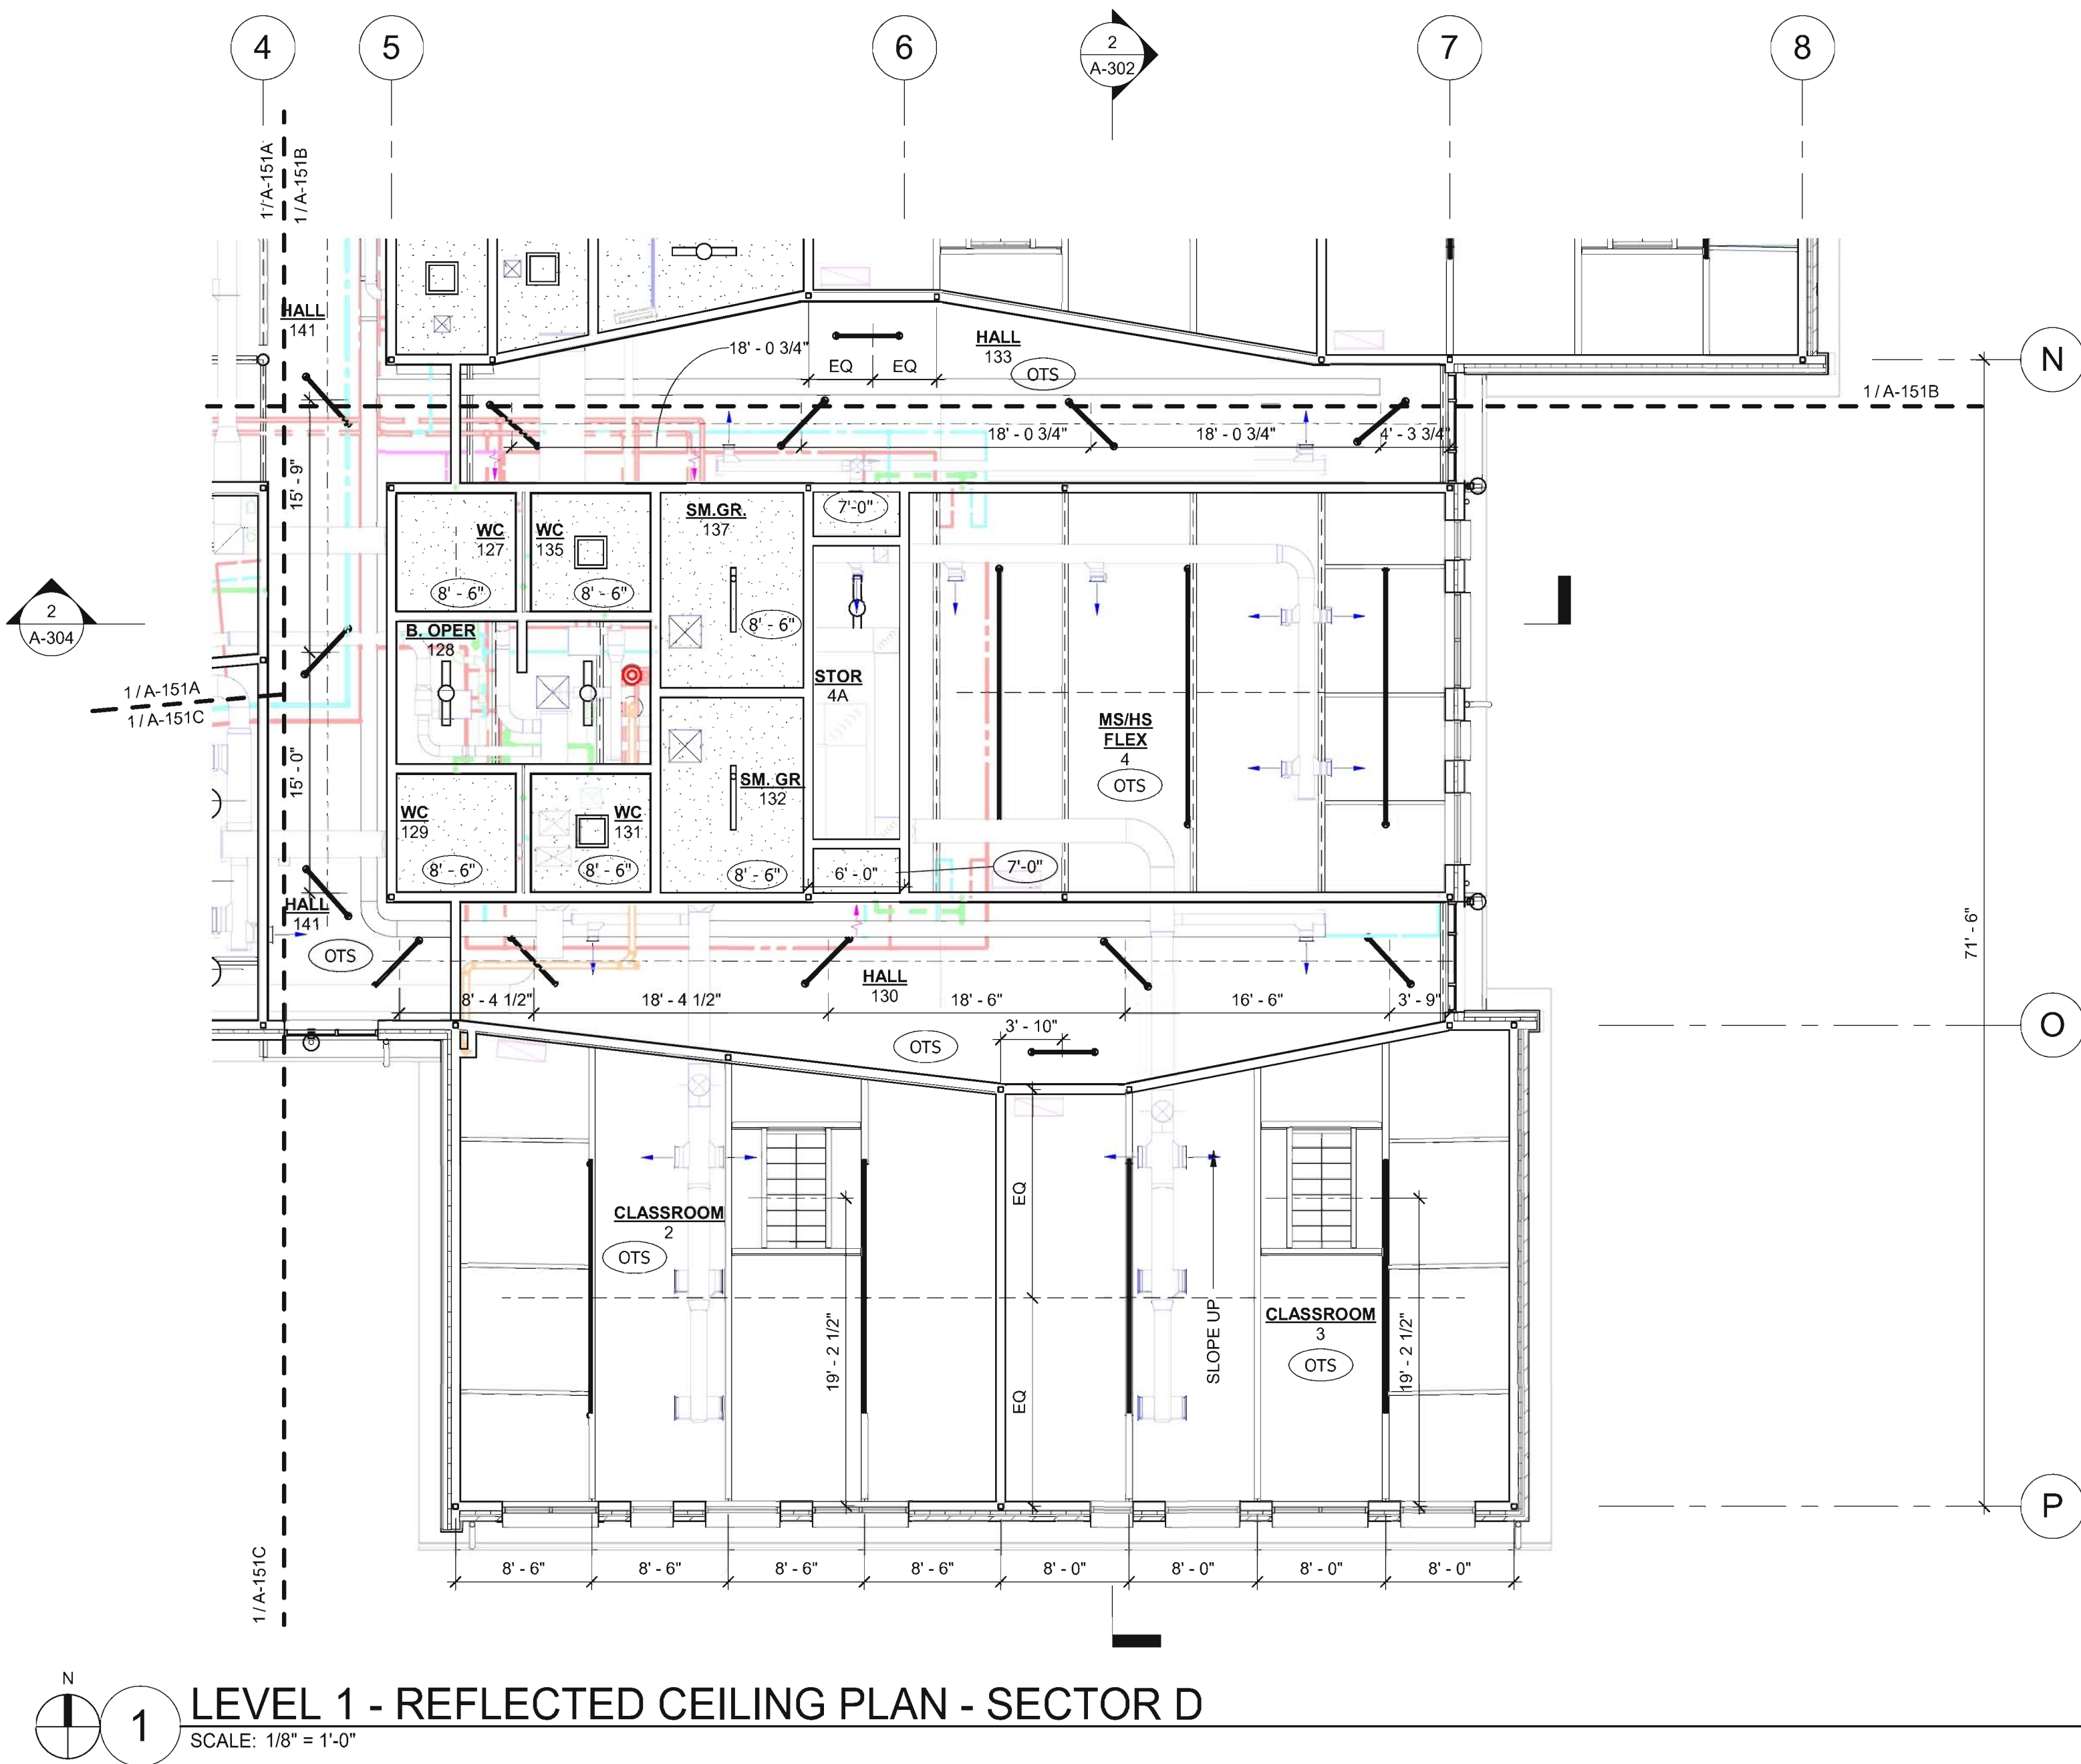 4
5
6
2
A-302
7
8
1 / A-151A
1 / A-151B
HALL
141
18' - 0 3/4"
EQ
EQ
HALL
133
OTS
N
1 / A-151B
18' - 0 3/4"
18' - 0 3/4"
4' - 3 3/4"
15' - 9"
WC
127
8' - 6"
WC
135
8' - 6"
SM.GR.
137
8' - 6"
7'-0"
2
A-304
B. OPER
128
STOR
4A
1 / A-151A
1 / A-151C
MS/HS
FLEX
4
OTS
15' - 0"
WC
129
8' - 6"
WC
131
8' - 6"
SM. GR
132
8' - 6"
6' - 0"
7'-0"
HALL
141
OTS
71' - 6"
8' - 4 1/2"
18' - 4 1/2"
HALL
130
18' - 6"
16' - 6"
3' - 9"
OTS
3' - 10"
O
CLASSROOM
2
OTS
EQ
EQ
19' - 2 1/2"
SLOPE UP
CLASSROOM
3
OTS
19' - 2 1/2"
P
1 / A-151C
8' - 6"
8' - 6"
8' - 6"
8' - 6"
8' - 0"
8' - 0"
8' - 0"
8' - 0"
N
1
LEVEL 1 - REFLECTED CEILING PLAN - SECTOR D
SCALE: 1/8" = 1'-0"